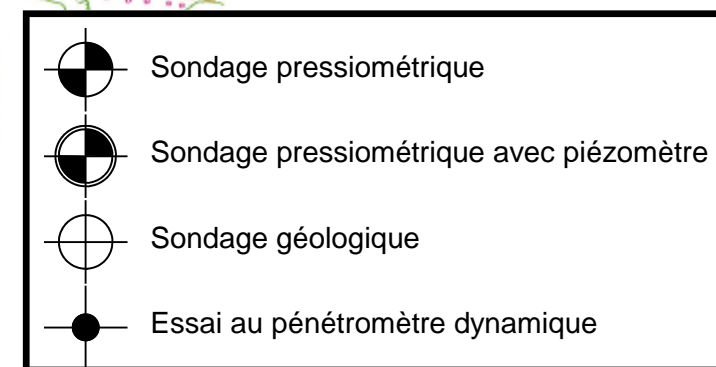 Sondage pressiométrique
Sondage pressiométrique avec piézomètre
Sondage géologique
Essai au pénétromètre dynamique